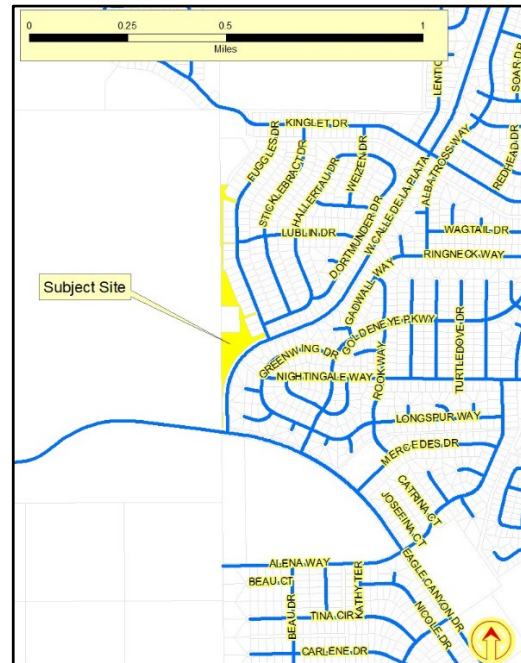 0 0.25 0.5 1
Miles
LENTIC
SOAR DR
KINGLET DR
FUGGLES DR
STICKLEBRACT DR
HALLERTAU DR
WEIZEN DR
W CALLE DE LA PLATA
ALBATROSS WAY
REDHEAD DR
LUBLIN DR
DORTMUNDER DR
WAGTAIL DR
RINGNECK WAY
Subject Site
GADWALL WAY
GOLDENEYE PKWY
GREENWING DR
NIGHTINGALE WAY
ROOK WAY
TURTLEDOVE DR
LONGSPUR WAY
MERCEDES DR
CATRINA CT
JOSEFINA CT
ALENA WAY
EAGLE CANYON DR
BEAU CT
BEAU DR
KATHY TER
TINA CIR
NICOLE DR
CARLENE DR